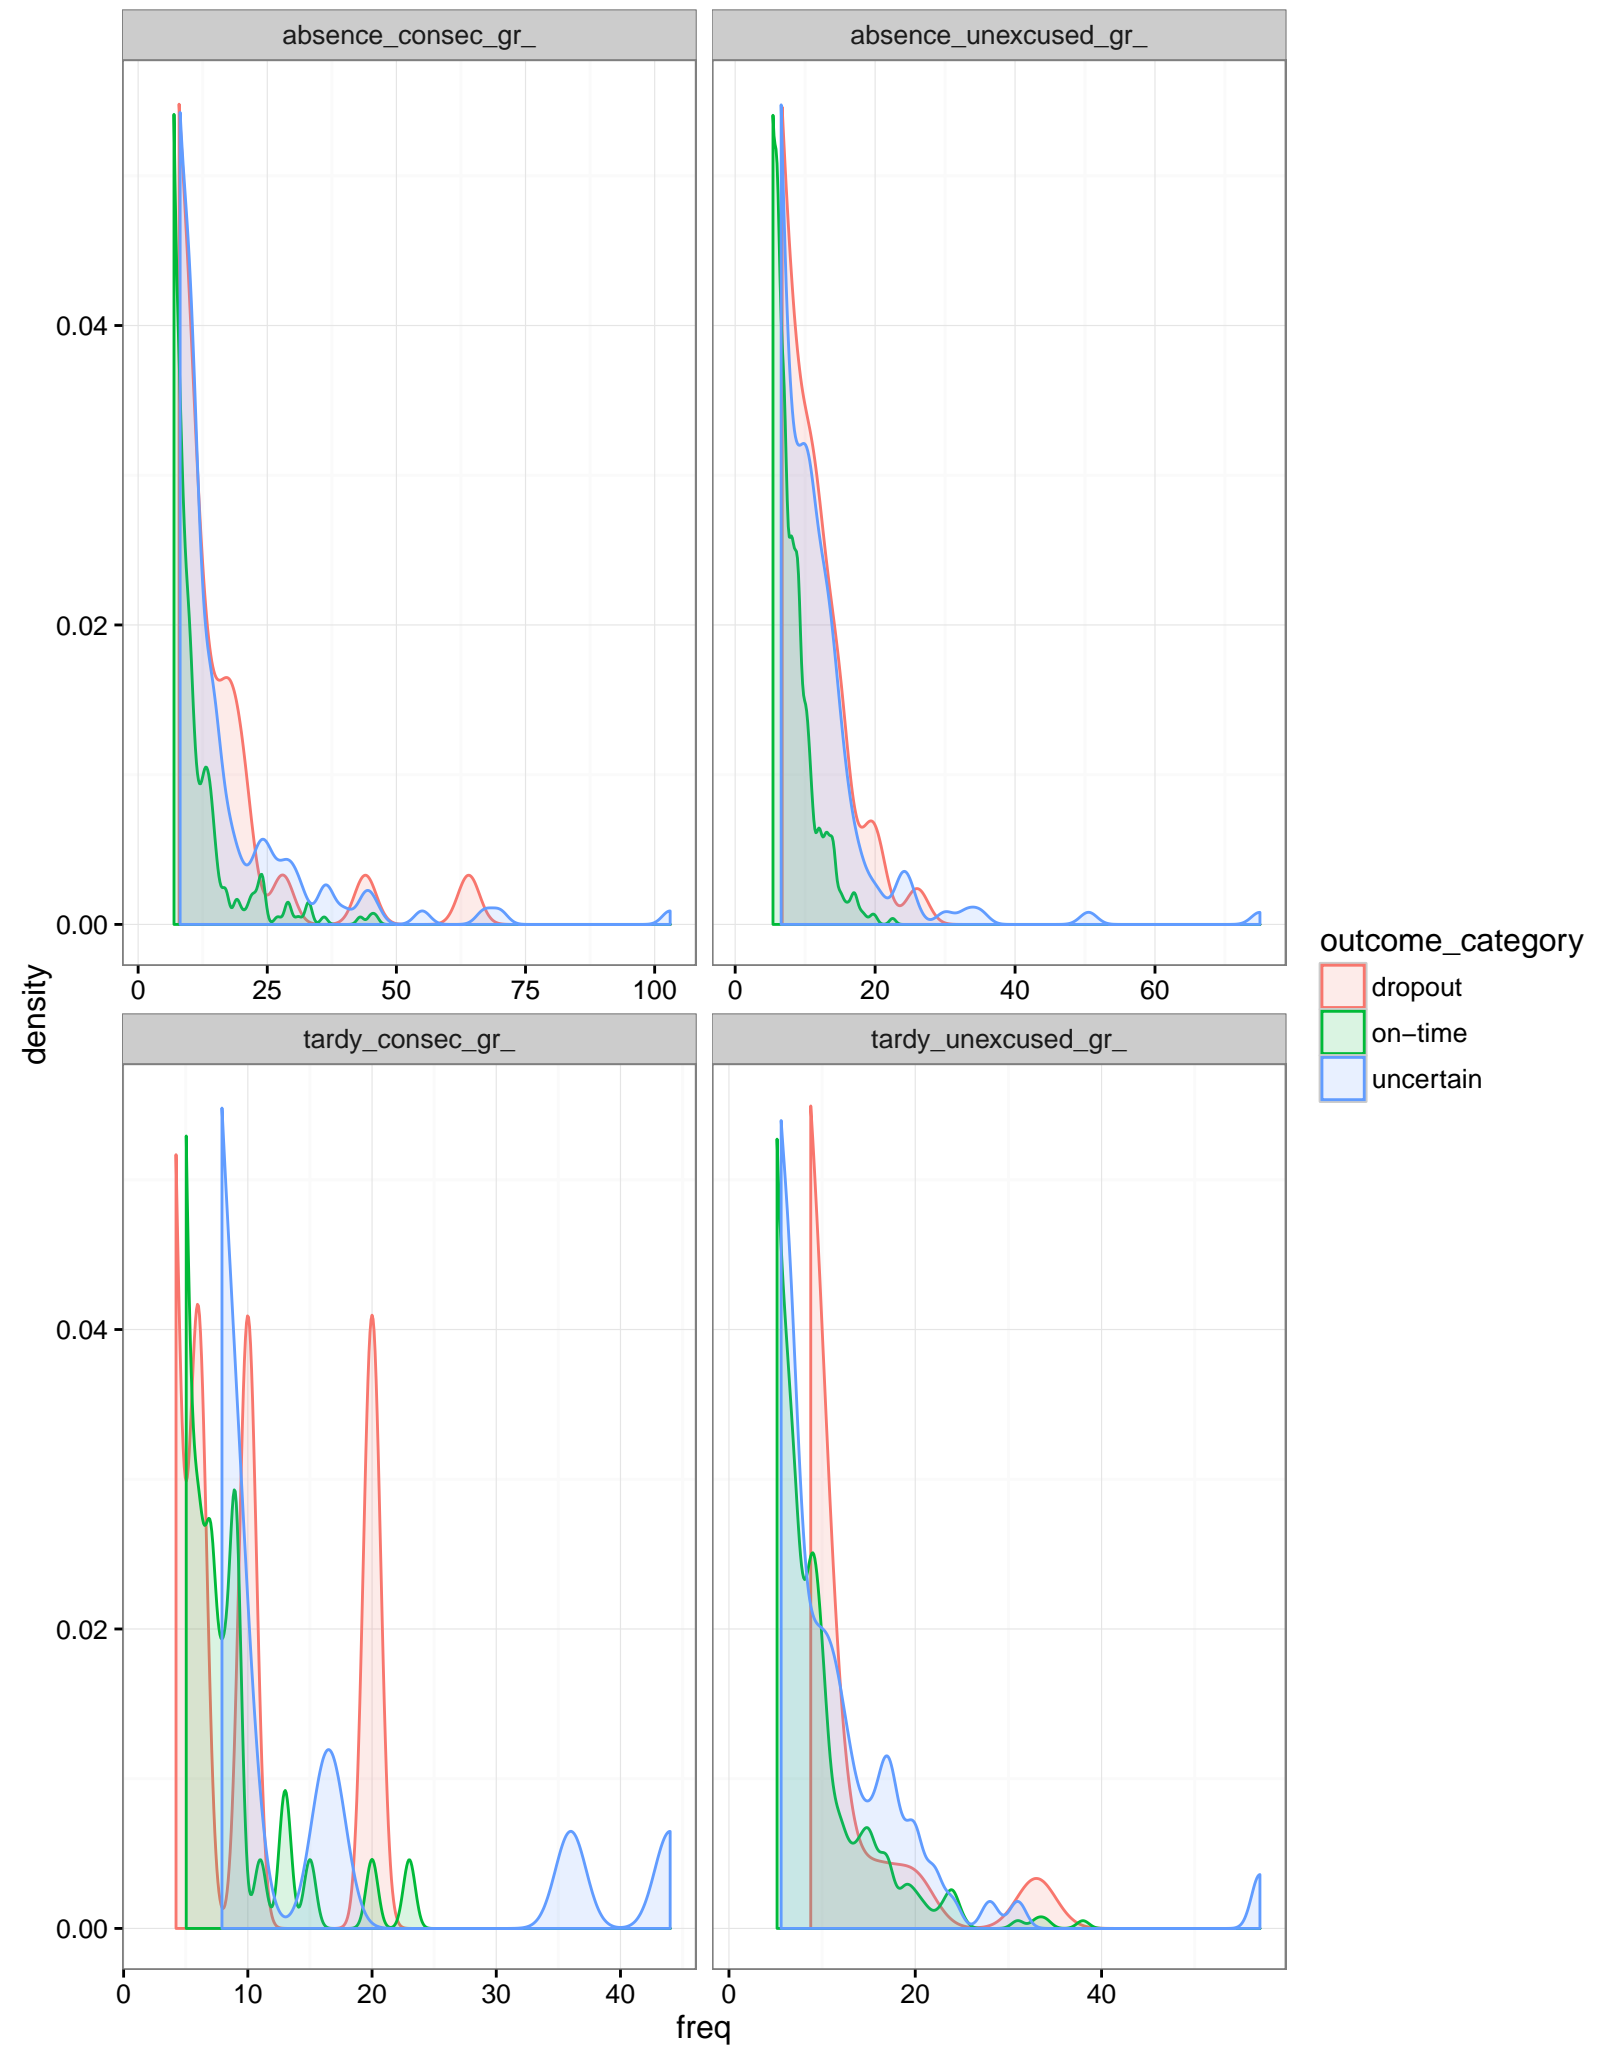 absence_consec_gr_
absence_unexcused_gr_
0.04
0.02
0.00
0 25 50 75 100
0 20 40 60
density
tardy_consec_gr_
tardy_unexcused_gr_
0.04
0.02
0.00
0 10 20 30 40
0 20 40
freq
outcome_category
dropout
on−time
uncertain